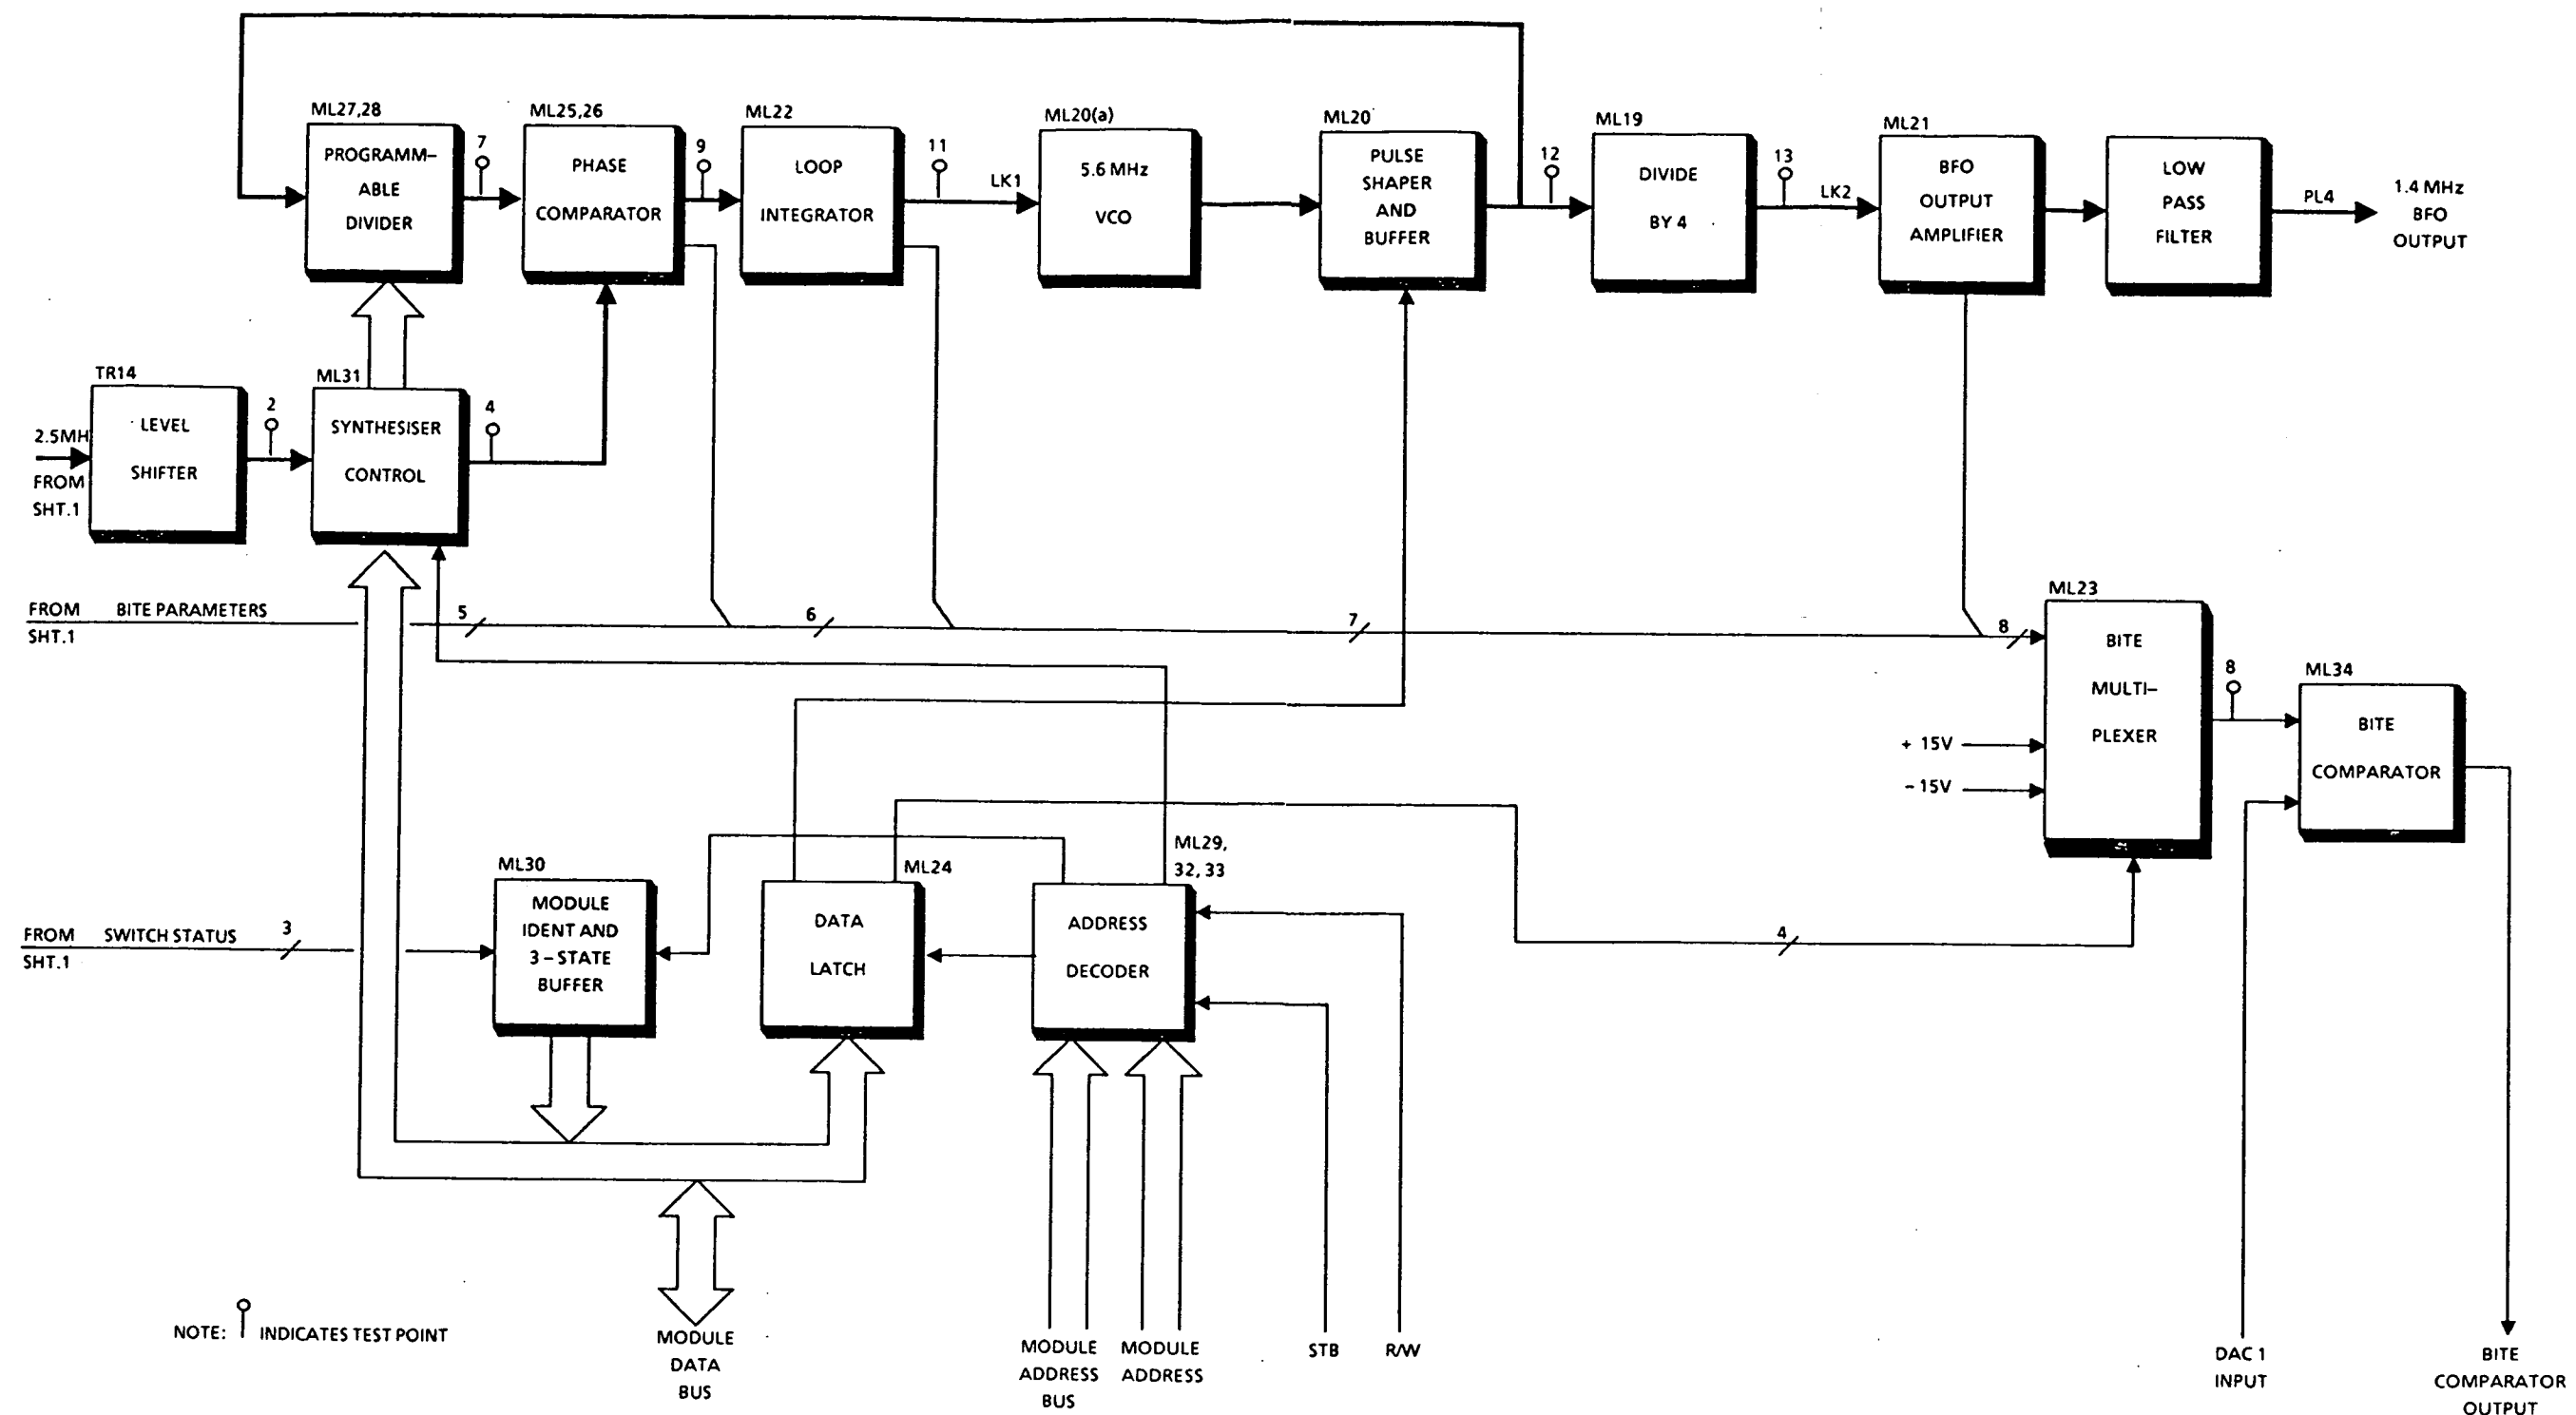 ML27,28
PROGRAMM-
ABLE
DIVIDER
7
ML25,26
PHASE
COMPARATOR
9
ML22
LOOP
INTEGRATOR
11
LK1
ML20(a)
5.6 MHz
VCO
ML20
PULSE
SHAPER
AND
BUFFER
12
ML19
DIVIDE
BY 4
13
LK2
ML21
BFO
OUTPUT
AMPLIFIER
LOW
PASS
FILTER
PL4
1.4 MHz
BFO
OUTPUT
2.5MH
FROM
SHT.1
TR14
LEVEL
SHIFTER
2
ML31
SYNTHESISER
CONTROL
4
FROM BITE PARAMETERS
SHT.1
5
6
7
8
ML23
BITE
MULTI-
PLEXER
+ 15V
- 15V
8
ML34
BITE
COMPARATOR
FROM SWITCH STATUS
SHT.1
3
ML30
MODULE
IDENT AND
3 - STATE
BUFFER
ML24
DATA
LATCH
ML29,
32, 33
ADDRESS
DECODER
4
NOTE: INDICATES TEST POINT
MODULE
DATA
BUS
MODULE
ADDRESS
BUS
MODULE
ADDRESS
STB
R/W
DAC 1
INPUT
BITE
COMPARATOR
OUTPUT